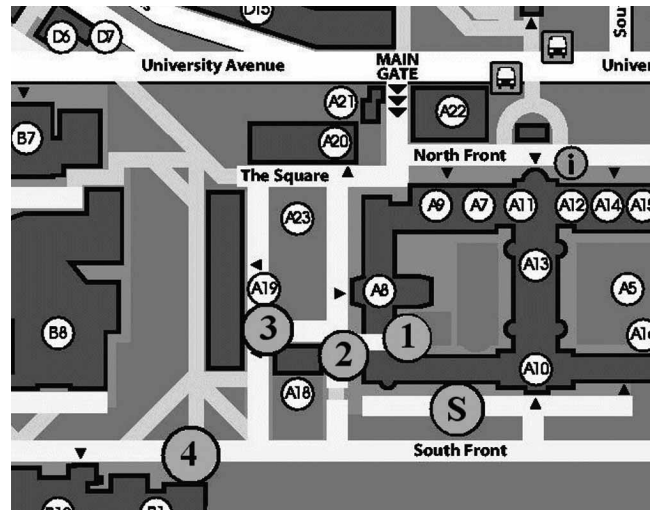 D15
D6
D7
Sou
University Avenue
MAIN
GATE
Univer
A21
A22
B7
A20
North Front
i
The Square
A23
A9
A7
A11
A12
A14
A15
A13
A19
A8
A5
B8
3
2
1
A10
A18
S
4
South Front